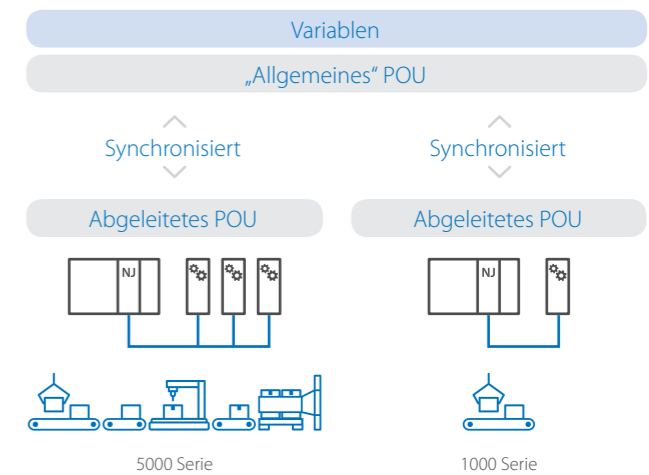 Variablen
„Allgemeines“ POU
Synchronisiert
Synchronisiert
Abgeleitetes POU
Abgeleitetes POU
NJ
NJ
5000 Serie
1000 Serie